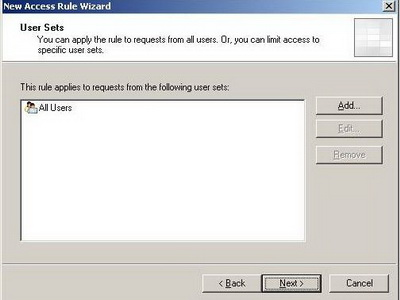 New Access Rule Wizard
User Sets
You can apply the rule to requests from all users. Or, you can limit access to
specific user sets.
This rule applies to requests from the following user sets:
All Users
Add...
Edit...
Remove
< Back
Next >
Cancel